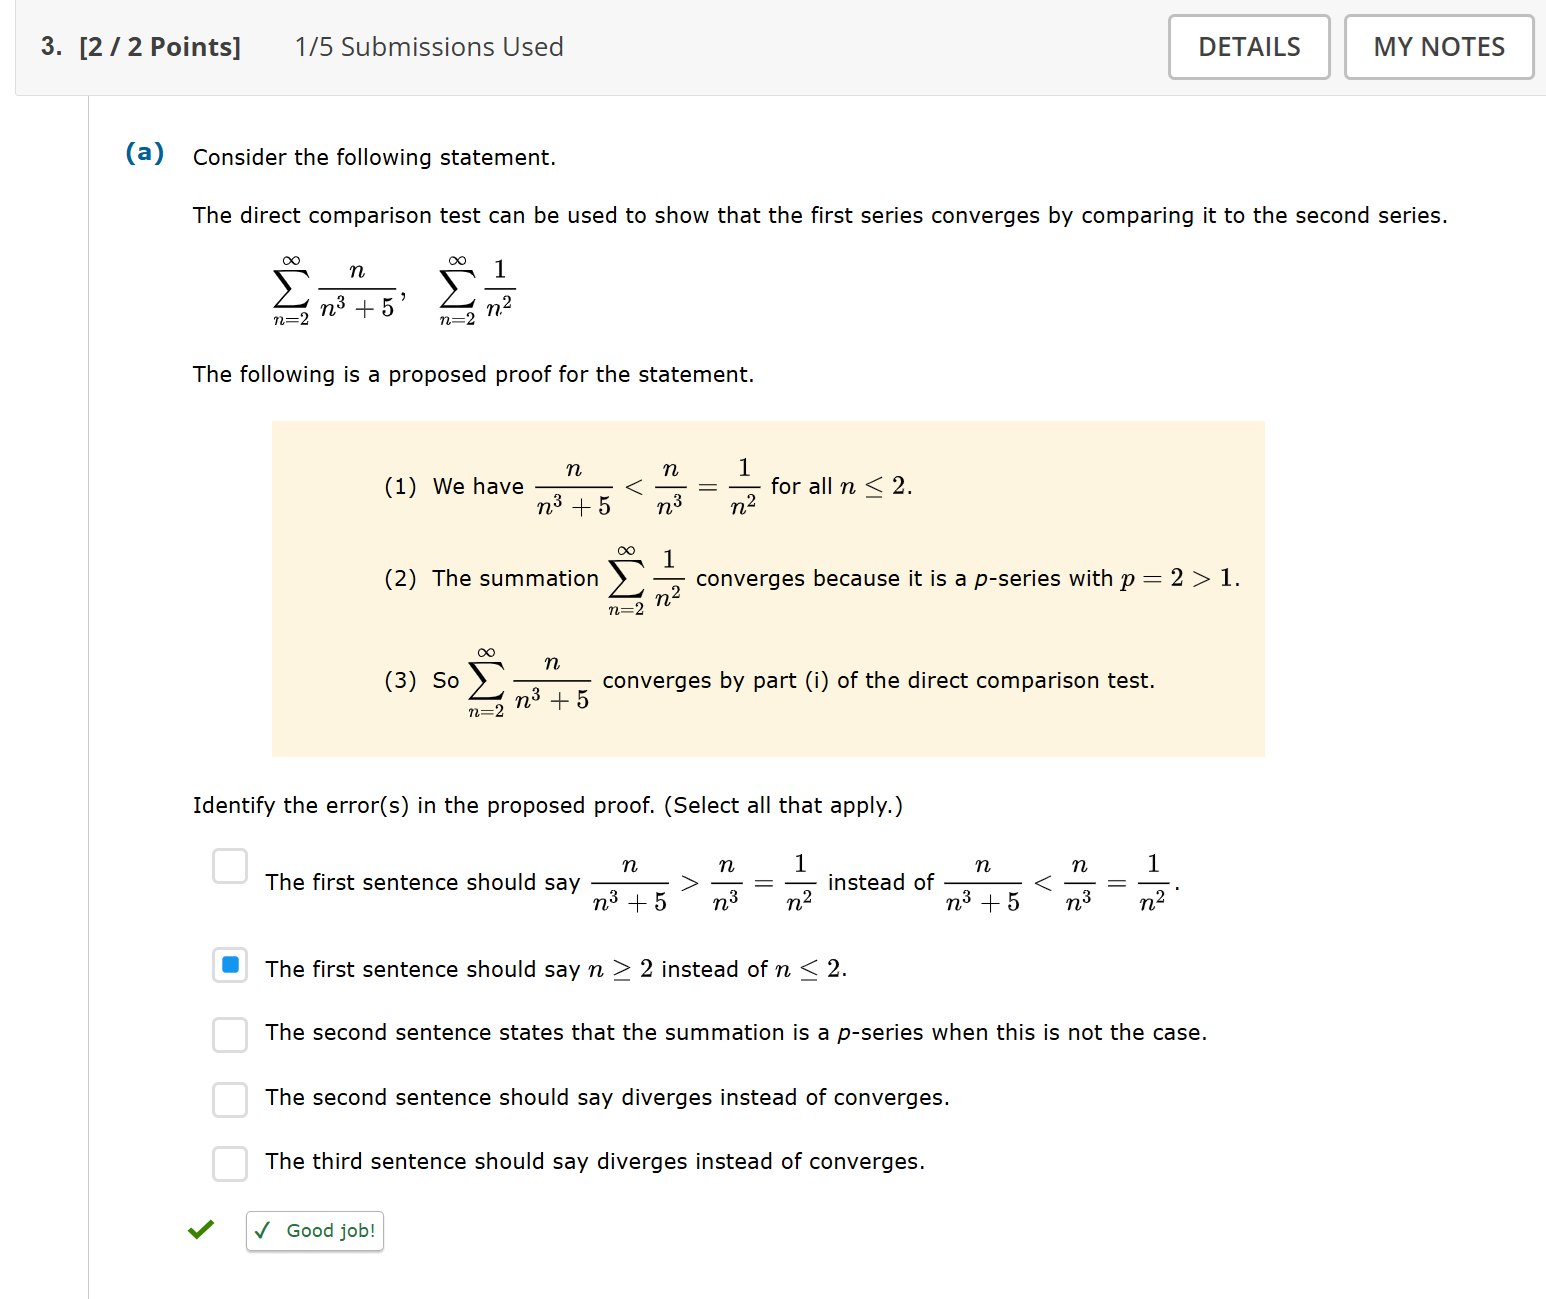 3. [2 / 2 Points] 1/5 Submissions Used DETAILS MY NOTES
(a) Consider the following statement.
The direct comparison test can be used to show that the first series converges by comparing it to the second series.
∑_{n=2}^{∞} n/(n³ + 5), ∑_{n=2}^{∞} 1/n²
The following is a proposed proof for the statement.
(1) We have n/(n³ + 5) < n/n³ = 1/n² for all n ≤ 2.
(2) The summation ∑_{n=2}^{∞} 1/n² converges because it is a p-series with p = 2 > 1.
(3) So ∑_{n=2}^{∞} n/(n³ + 5) converges by part (i) of the direct comparison test.
Identify the error(s) in the proposed proof. (Select all that apply.)
The first sentence should say n/(n³ + 5) > n/n³ = 1/n² instead of n/(n³ + 5) < n/n³ = 1/n².
The first sentence should say n ≥ 2 instead of n ≤ 2.
The second sentence states that the summation is a p-series when this is not the case.
The second sentence should say diverges instead of converges.
The third sentence should say diverges instead of converges.
✓ Good job!